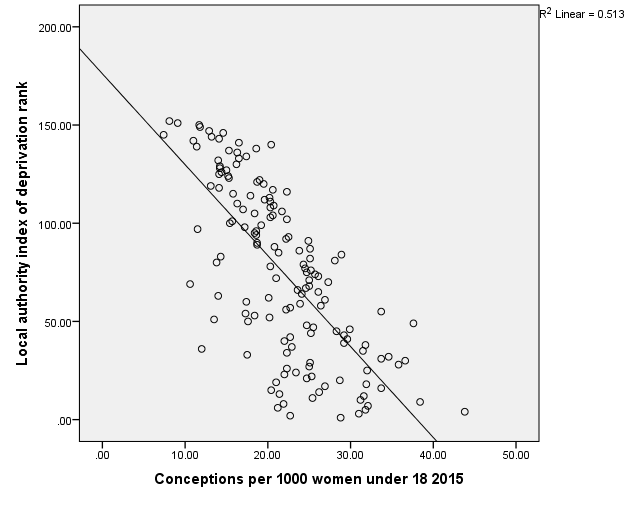 R2 Linear = 0.513
Local authority index of deprivation rank
200.00
150.00
100.00
50.00
.00
.00 10.00 20.00 30.00 40.00 50.00
Conceptions per 1000 women under 18 2015